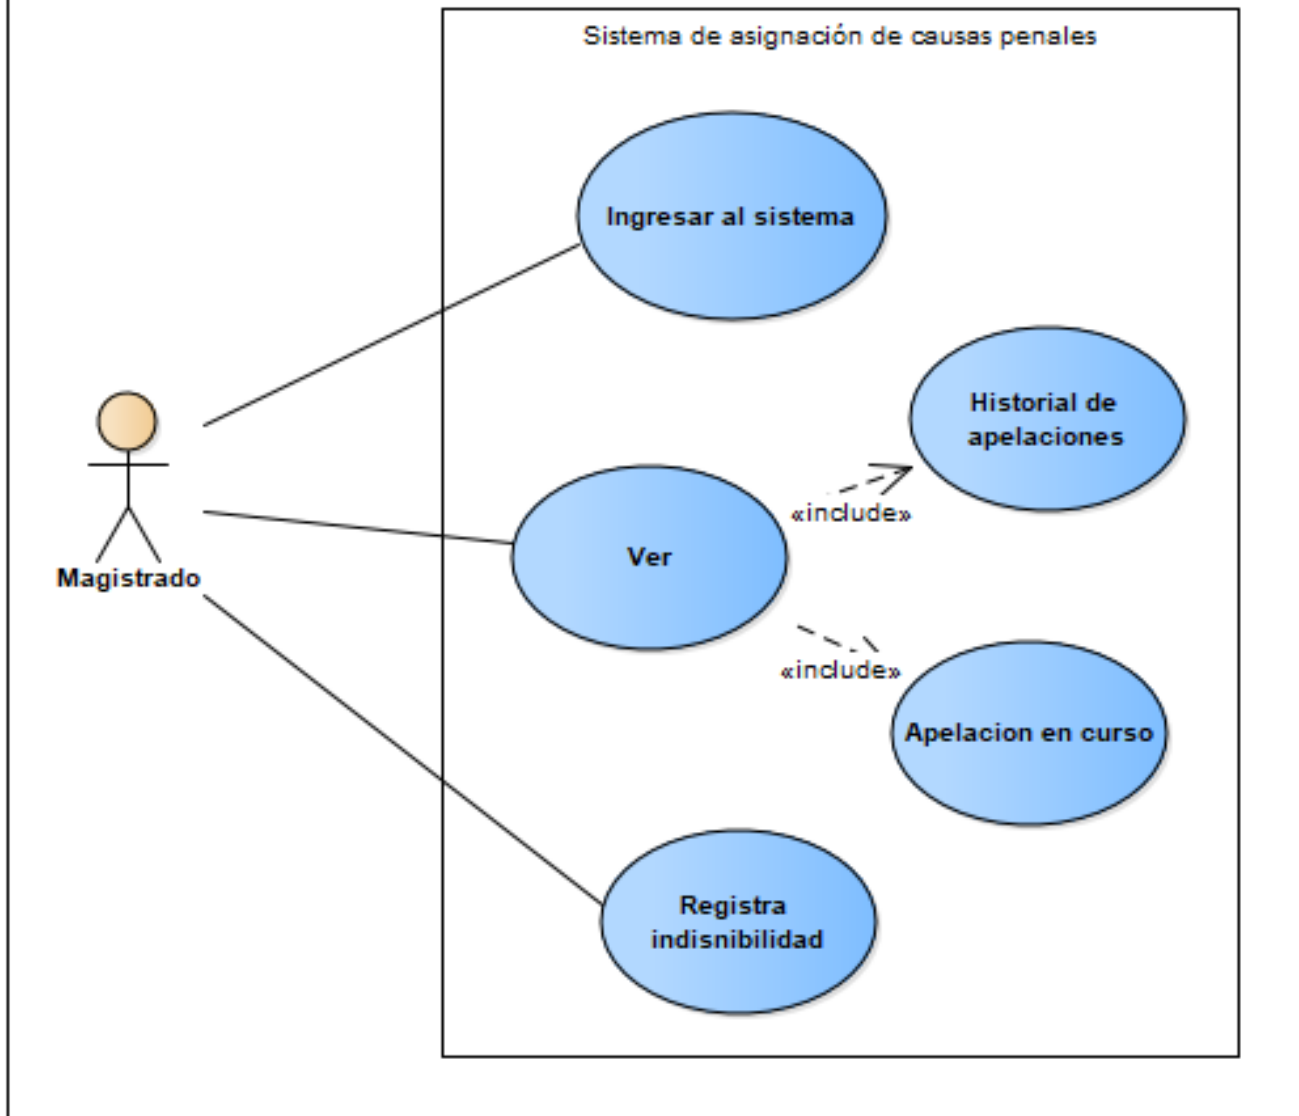 Sistema de asignación de causas penales
Ingresar al sistema
Historial de
apelaciones
«include»
Ver
Magistrado
«include»
Apelacion en curso
Registra
indisnibilidad